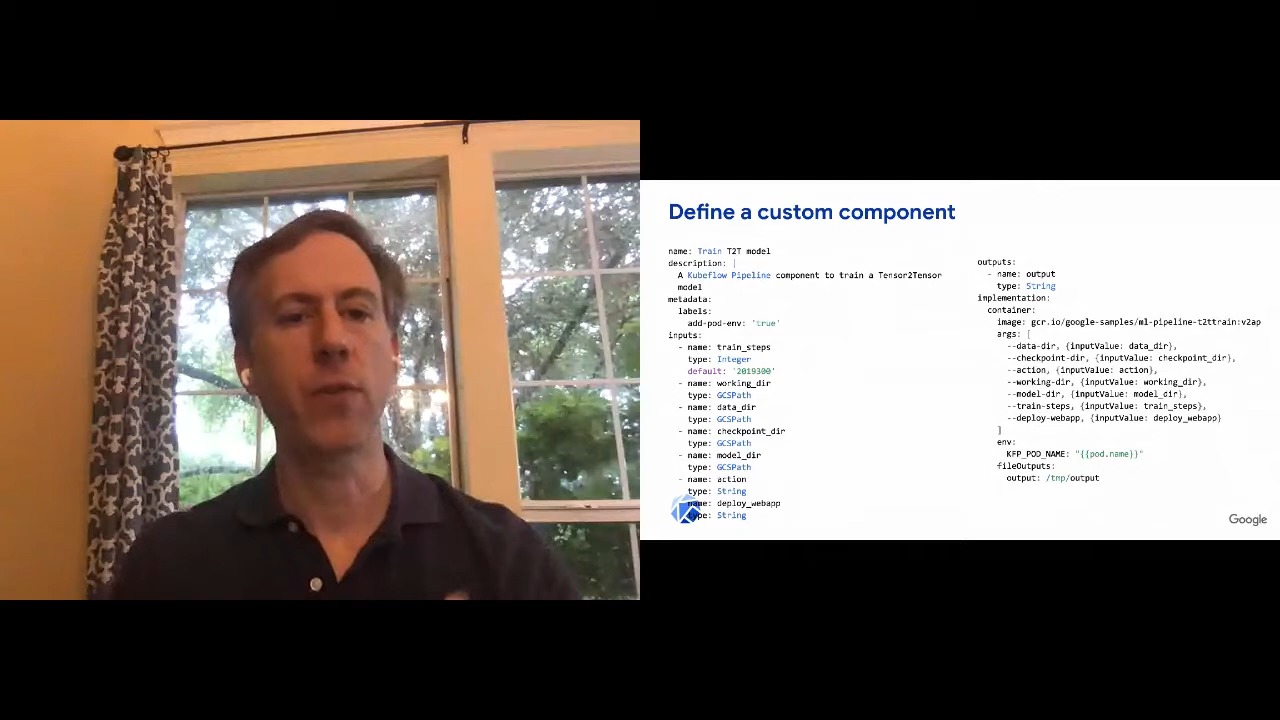 Define a custom component
name: Train T2T model
description: |
A Kubeflow Pipeline component to train a Tensor2Tensor
model
metadata:
labels:
add-pod-env: 'true'
inputs:
- name: train_steps
type: Integer
default: '2019300'
- name: working_dir
type: GCSPath
- name: data_dir
type: GCSPath
- name: checkpoint_dir
type: GCSPath
- name: model_dir
type: GCSPath
- name: action
type: String
name: deploy_webapp
type: String
outputs:
- name: output
type: String
implementation:
container:
image: gcr.io/google-samples/ml-pipeline-t2ttrain:v2ap
args: [
--data-dir, {inputValue: data_dir},
--checkpoint-dir, {inputValue: checkpoint_dir},
--action, {inputValue: action},
--working-dir, {inputValue: working_dir},
--model-dir, {inputValue: model_dir},
--train-steps, {inputValue: train_steps},
--deploy-webapp, {inputValue: deploy_webapp}
]
env:
KFP_POD_NAME: "{{pod.name}}"
fileOutputs:
output: /tmp/output
Google